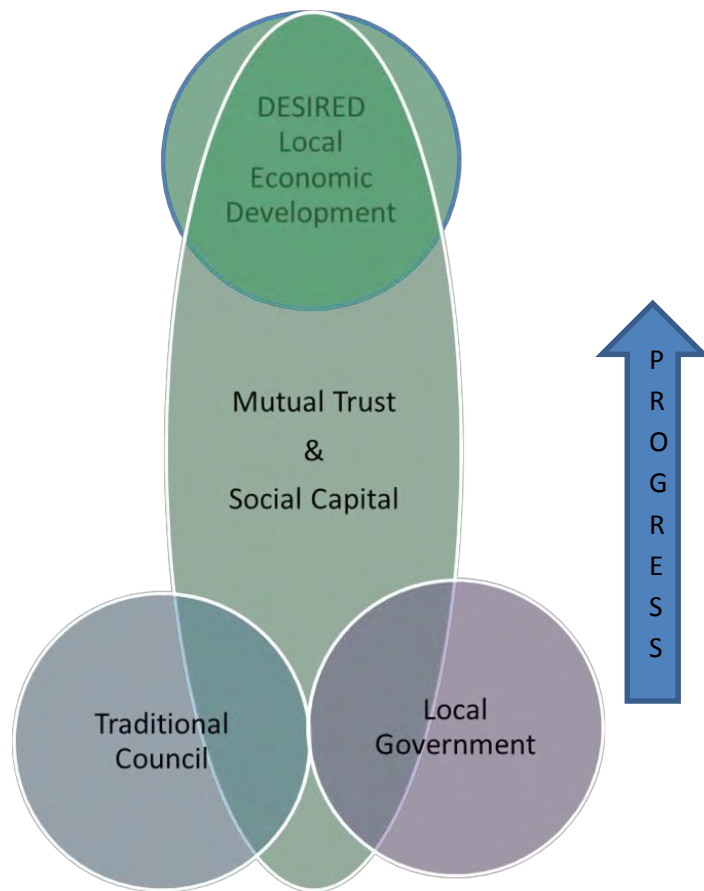 DESIRED
Local
Economic
Development
Mutual Trust
&
Social Capital
Traditional
Council
Local
Government
P
R
O
G
R
E
S
S